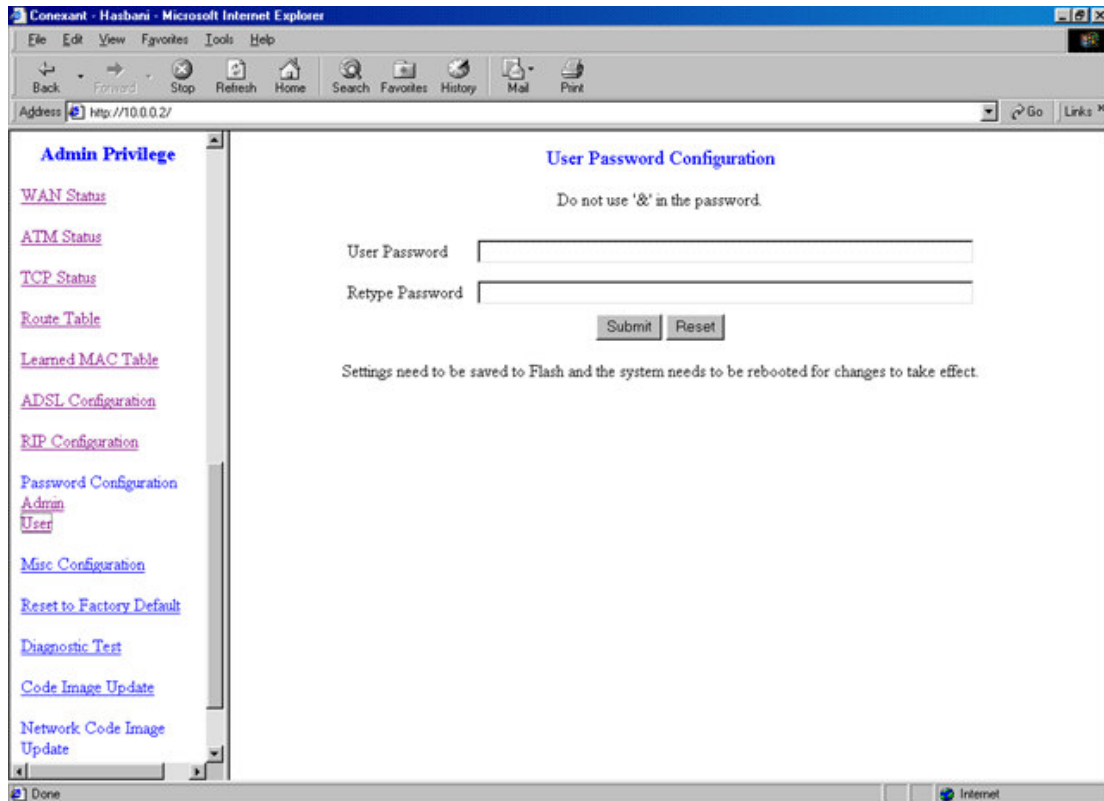 Conexant - Hasbani - Microsoft Internet Explorer
File Edit View Favorites Tools Help
Back Forward Stop Refresh Home Search Favorites History Mail Print
Address http://10.0.0.2/ Go Links »
Admin Privilege
WAN Status
ATM Status
TCP Status
Route Table
Learned MAC Table
ADSL Configuration
RIP Configuration
Password Configuration
Admin
User
Misc Configuration
Reset to Factory Default
Diagnostic Test
Code Image Update
Network Code Image
Update
User Password Configuration
Do not use '&' in the password.
User Password
Retype Password
Submit Reset
Settings need to be saved to Flash and the system needs to be rebooted for changes to take effect.
Done Internet